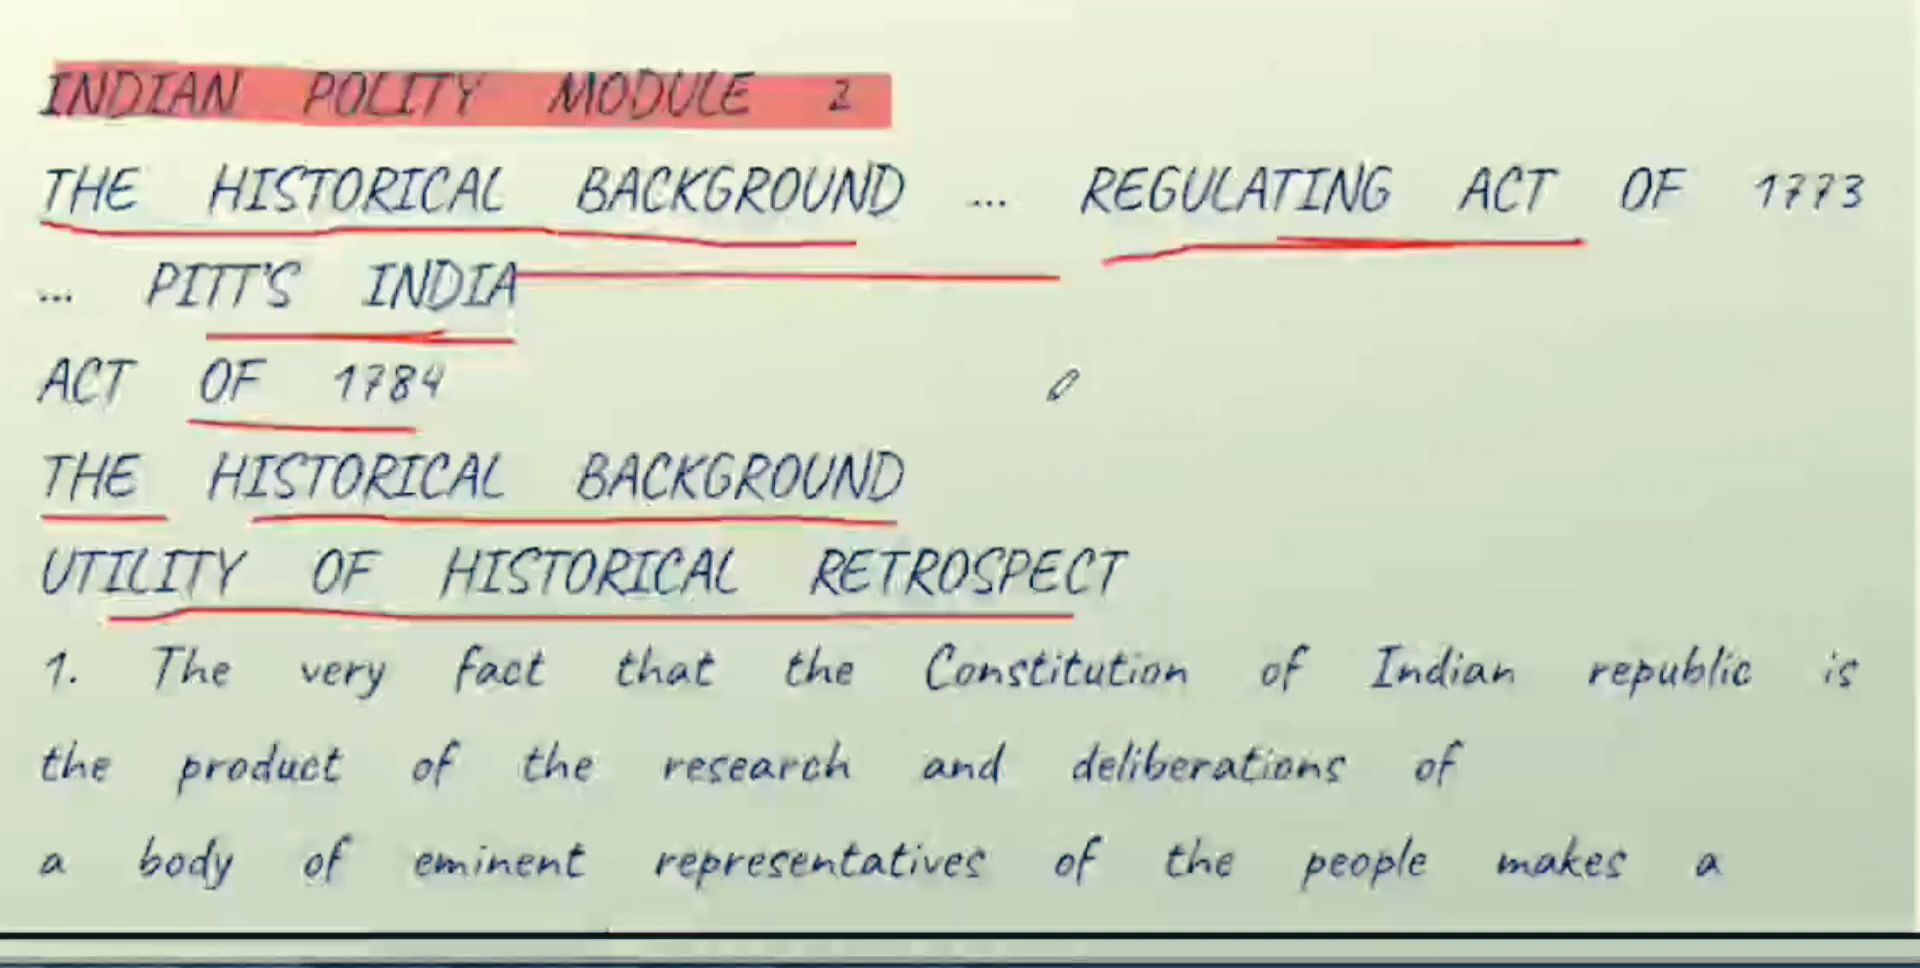 INDIAN POLITY MODULE 2
THE HISTORICAL BACKGROUND ... REGULATING ACT OF 1773
... PITT'S INDIA
ACT OF 1784
THE HISTORICAL BACKGROUND
UTILITY OF HISTORICAL RETROSPECT
1. The very fact that the Constitution of Indian republic is
the product of the research and deliberations of
a body of eminent representatives of the people makes a